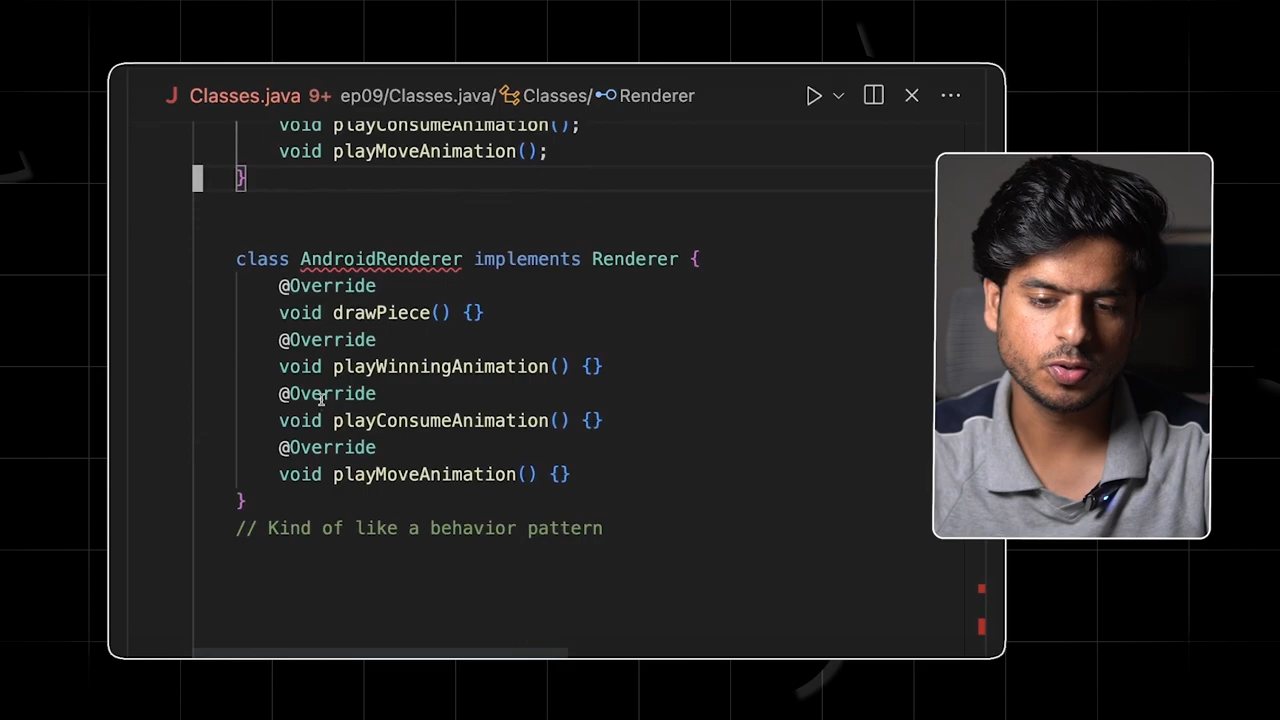 J Classes.java 9+ ep09/Classes.java/ Classes/ Renderer
void playConsumeAnimation();
void playMoveAnimation();
}
class AndroidRenderer implements Renderer {
@Override
void drawPiece() {}
@Override
void playWinningAnimation() {}
@Override
void playConsumeAnimation() {}
@Override
void playMoveAnimation() {}
}
// Kind of like a behavior pattern